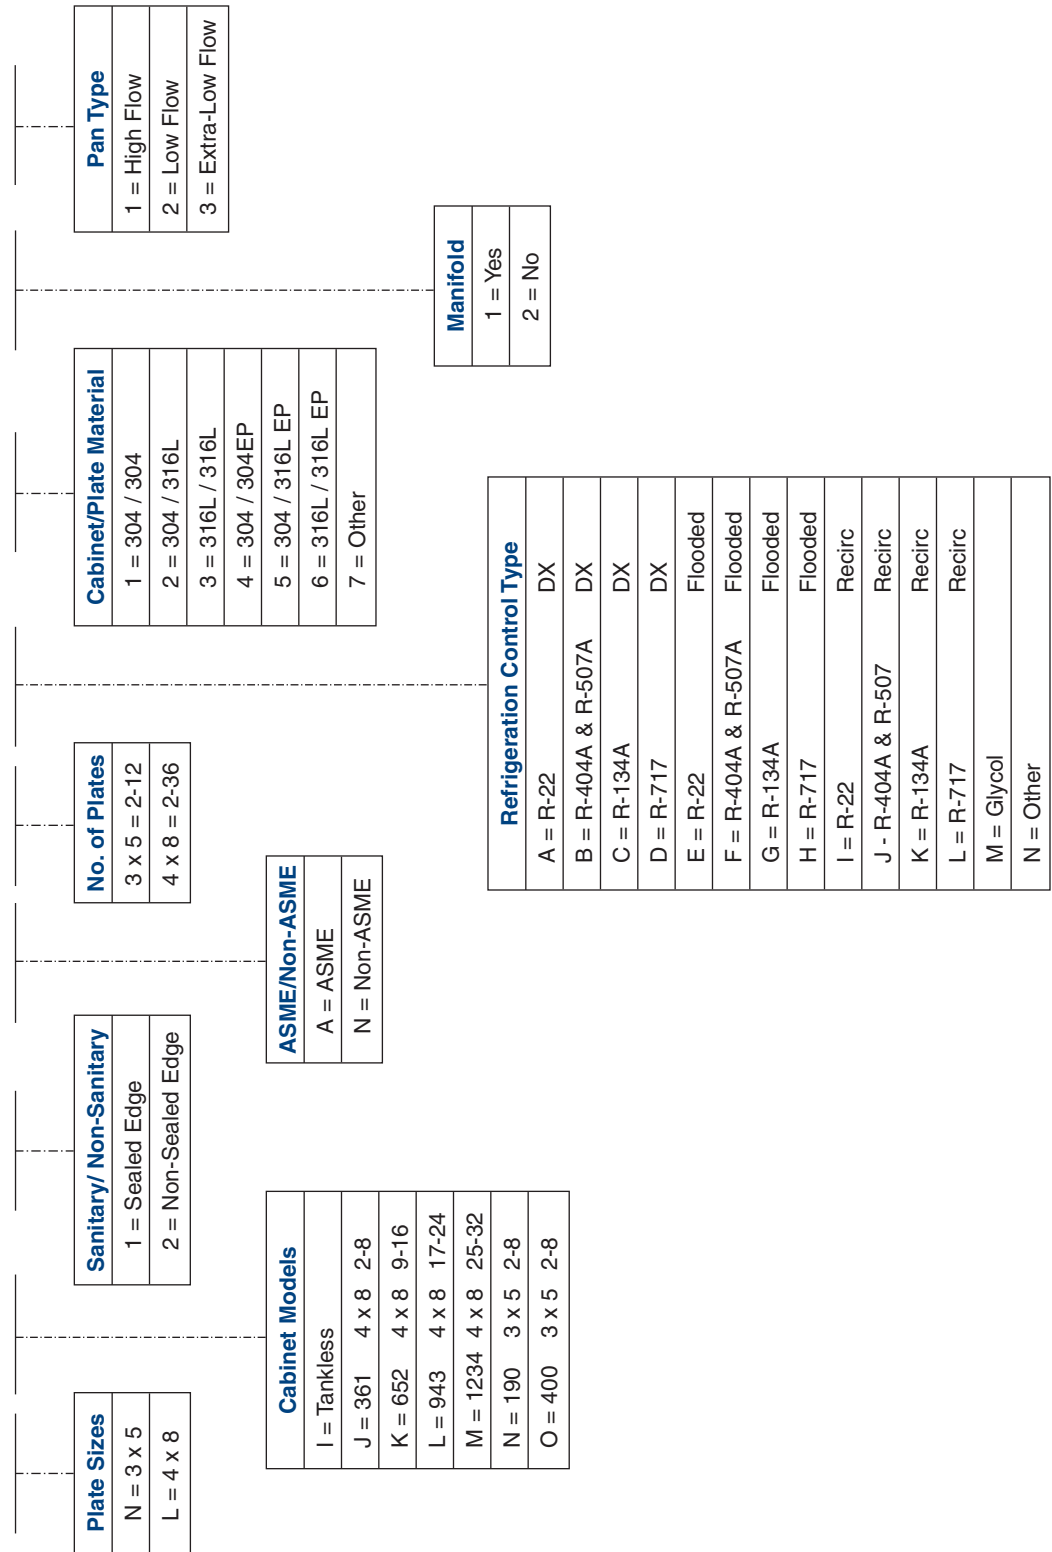 Plate Sizes
N = 3 x 5
L = 4 x 8
Cabinet Models
I = Tankless
J = 361 4 x 8 2-8
K = 652 4 x 8 9-16
L = 943 4 x 8 17-24
M = 1234 4 x 8 25-32
N = 190 3 x 5 2-8
O = 400 3 x 5 2-8
Sanitary/ Non-Sanitary
1 = Sealed Edge
2 = Non-Sealed Edge
ASME/Non-ASME
A = ASME
N = Non-ASME
No. of Plates
3 x 5 = 2-12
4 x 8 = 2-36
Refrigeration Control Type
A = R-22 DX
B = R-404A & R-507A DX
C = R-134A DX
D = R-717 DX
E = R-22 Flooded
F = R-404A & R-507A Flooded
G = R-134A Flooded
H = R-717 Flooded
I = R-22 Recirc
J - R-404A & R-507 Recirc
K = R-134A Recirc
L = R-717 Recirc
M = Glycol
N = Other
Cabinet/Plate Material
1 = 304 / 304
2 = 304 / 316L
3 = 316L / 316L
4 = 304 / 304EP
5 = 304 / 316L EP
6 = 316L / 316L EP
7 = Other
Manifold
1 = Yes
2 = No
Pan Type
1 = High Flow
2 = Low Flow
3 = Extra-Low Flow